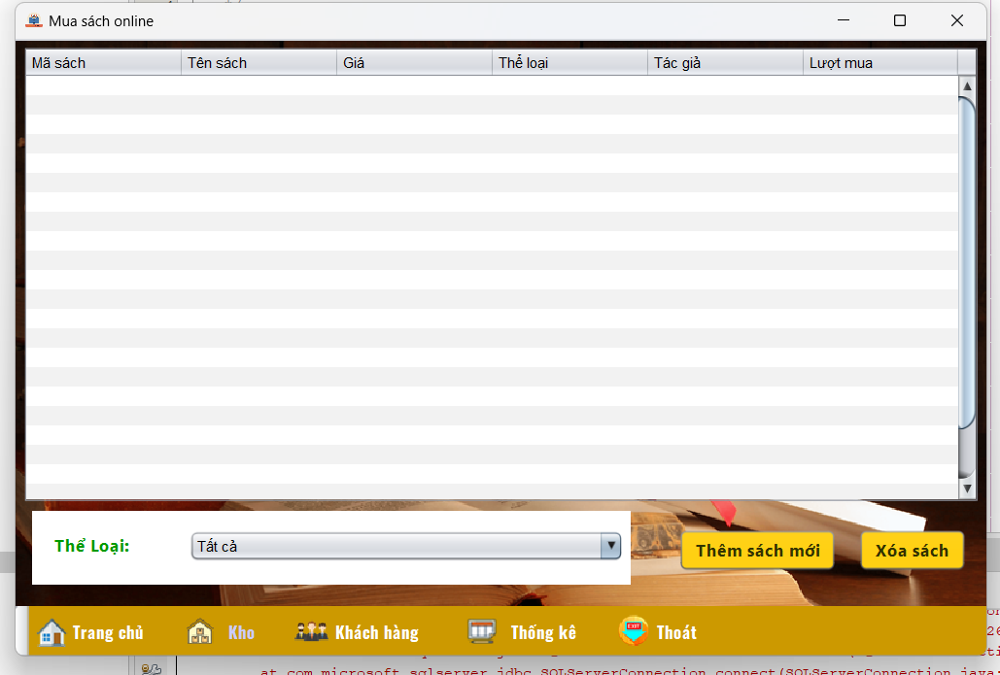 Mua sách online
Mã sách Tên sách Giá Thể loại Tác giả Lượt mua
Thể Loại: Tất cả Thêm sách mới Xóa sách
Trang chủ Kho Khách hàng Thống kê Thoát
at com.microsoft.sqlserver.jdbc.SQLServerConnection.connect(SQLServerConnection.java